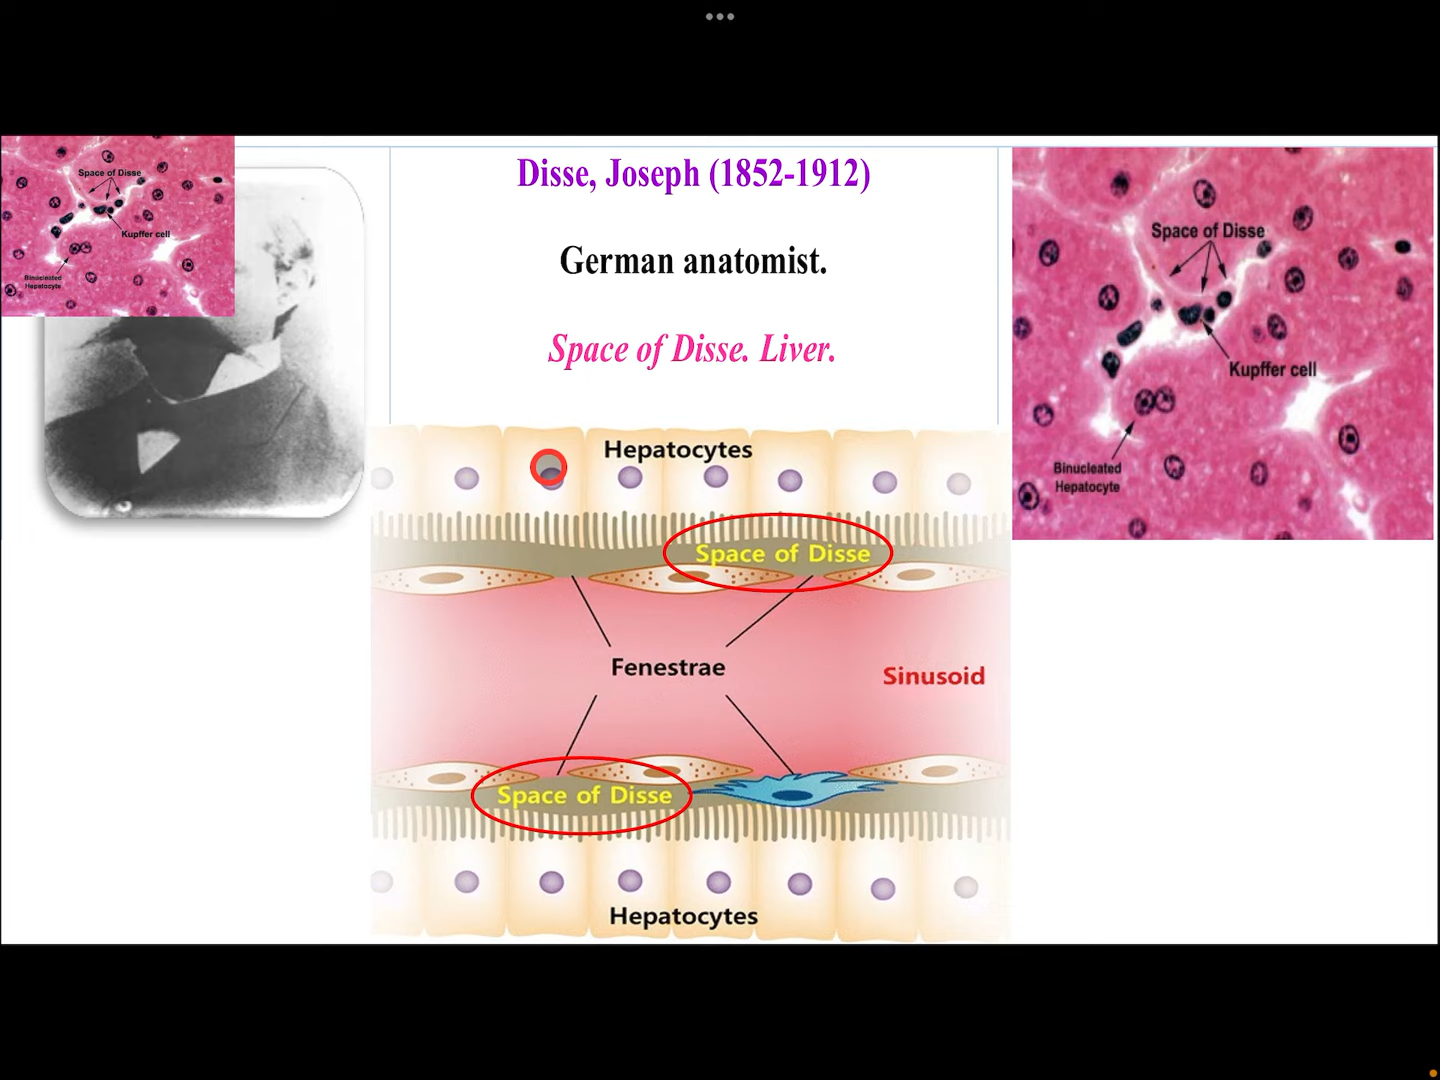 Space of Disse
Kupffer cell
Binucleated
Hepatocyte
Disse, Joseph (1852-1912)
German anatomist.
Space of Disse. Liver.
Space of Disse
Kupffer cell
Binucleated
Hepatocyte
Hepatocytes
Space of Disse
Fenestrae
Sinusoid
Space of Disse
Hepatocytes